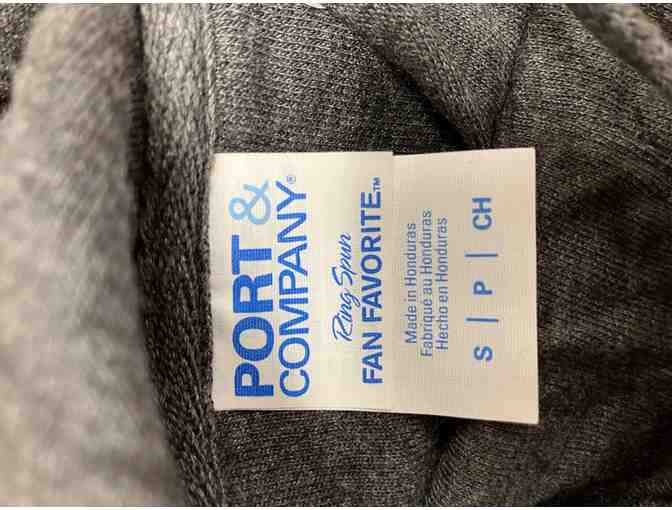 PORT &
COMPANY®
Ring Spun
FAN FAVORITE™
Made in Honduras
Fabriqué au Honduras
Hecho en Honduras
S | P | CH